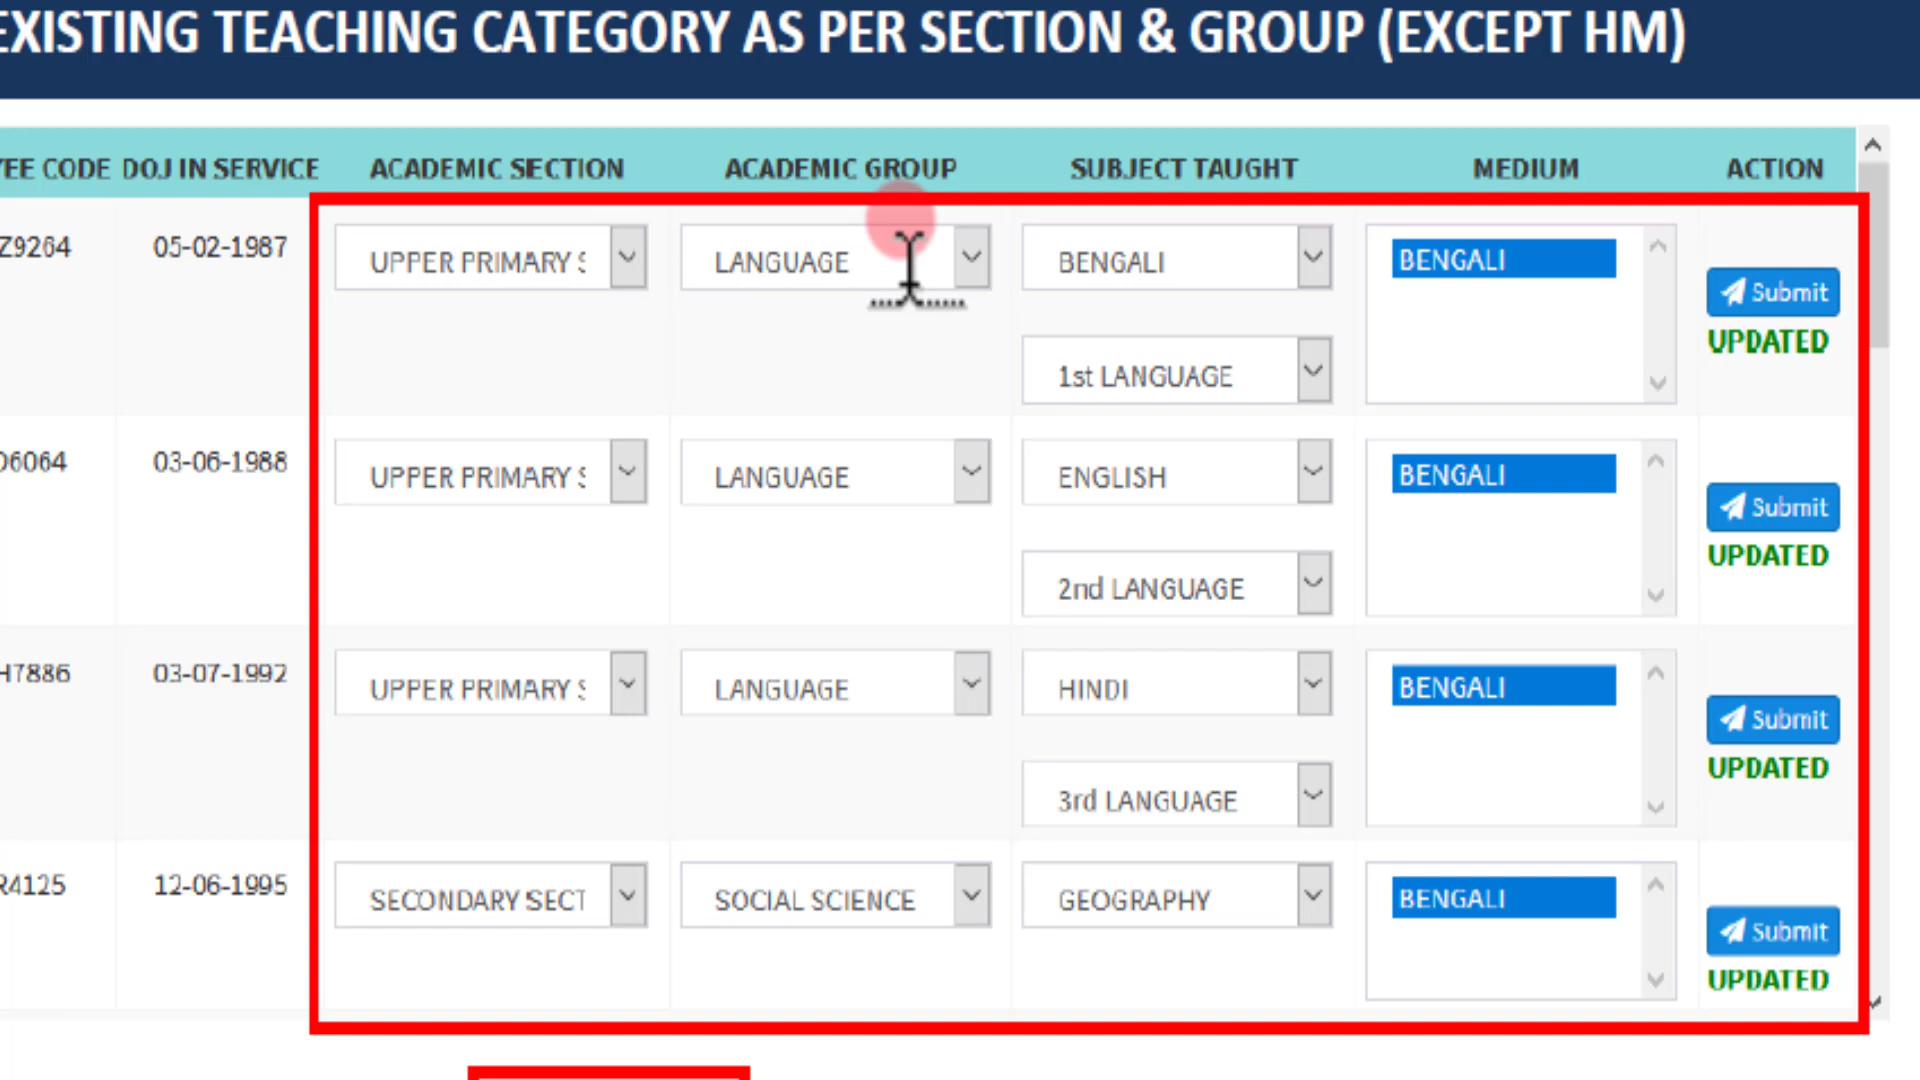 EXISTING TEACHING CATEGORY AS PER SECTION & GROUP (EXCEPT HM)
YEE CODE DOJ IN SERVICE ACADEMIC SECTION ACADEMIC GROUP SUBJECT TAUGHT MEDIUM ACTION
Z9264 05-02-1987 UPPER PRIMARY S LANGUAGE BENGALI BENGALI Submit
1st LANGUAGE UPDATED
06064 03-06-1988 UPPER PRIMARY S LANGUAGE ENGLISH BENGALI Submit
2nd LANGUAGE UPDATED
H7886 03-07-1992 UPPER PRIMARY S LANGUAGE HINDI BENGALI Submit
3rd LANGUAGE UPDATED
R4125 12-06-1995 SECONDARY SECT SOCIAL SCIENCE GEOGRAPHY BENGALI Submit
UPDATED